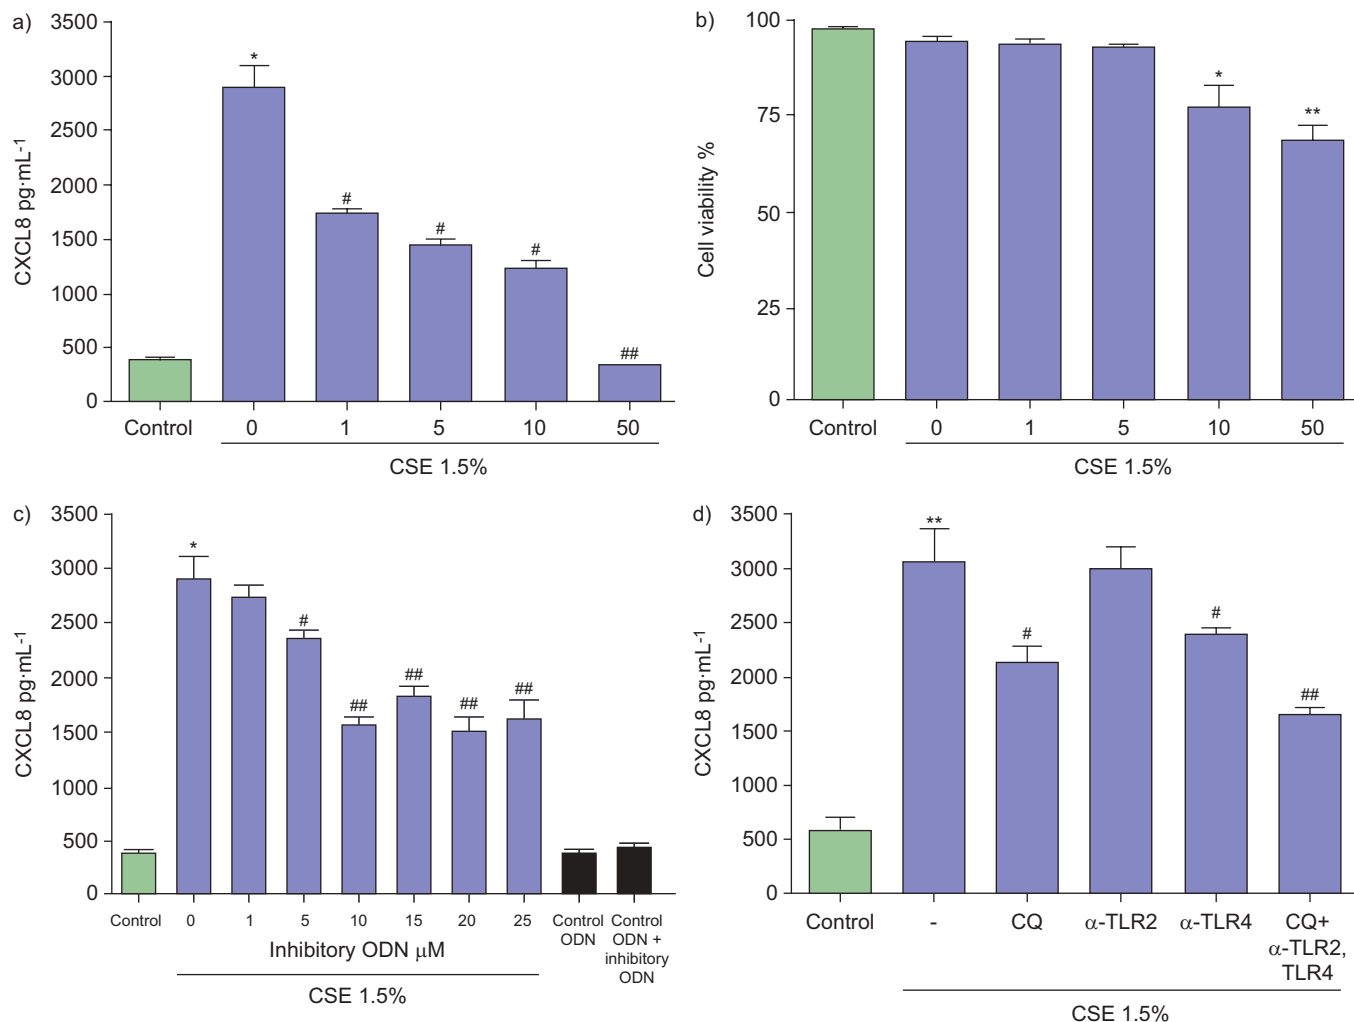 a)
3500
3000
2500
2000
1500
1000
500
0
CXCL8 pg·mL-1
*
#
#
#
##
Control 0 1 5 10 50
CSE 1.5%
b)
100
75
50
25
0
Cell viability %
*
**
Control 0 1 5 10 50
CSE 1.5%
c)
3500
3000
2500
2000
1500
1000
500
0
CXCL8 pg·mL-1
*
#
##
##
##
##
Control 0 1 5 10 15 20 25
Control
ODN
Control
ODN +
inhibitory
ODN
Inhibitory ODN μM
CSE 1.5%
d)
3500
3000
2500
2000
1500
1000
500
0
CXCL8 pg·mL-1
**
#
#
##
Control - CQ α-TLR2 α-TLR4
CQ+
α-TLR2,
TLR4
CSE 1.5%